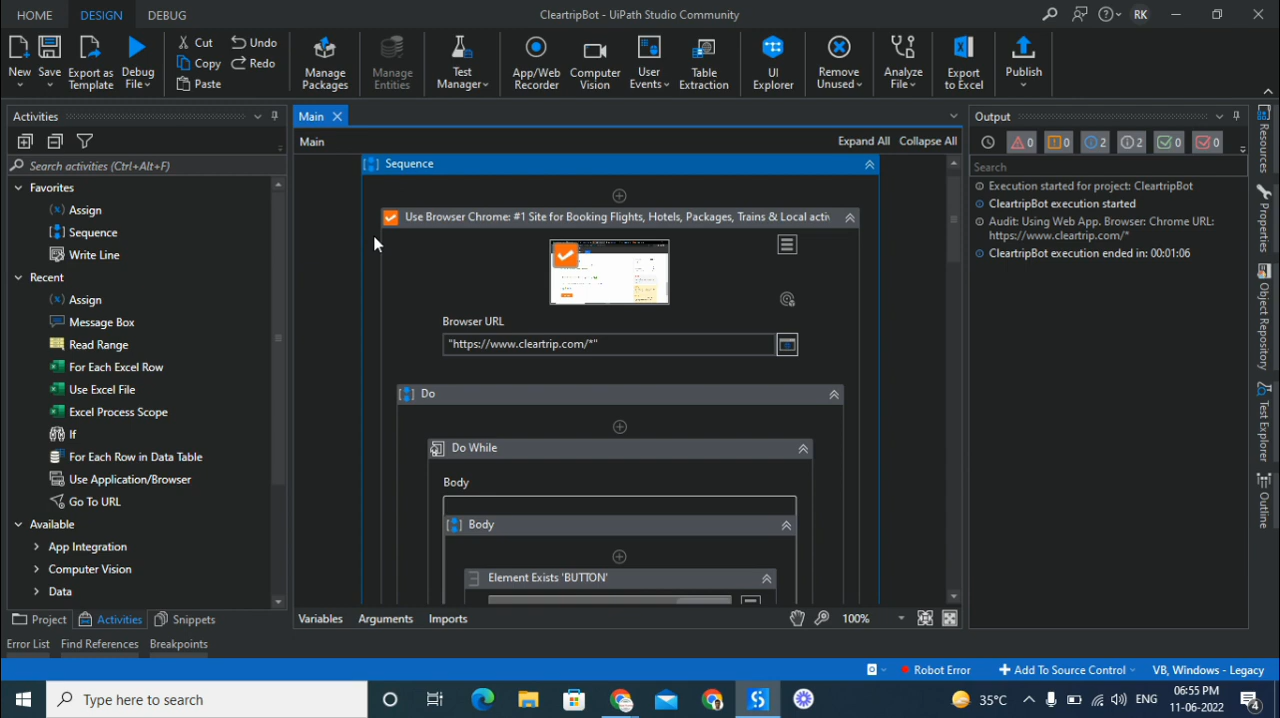 HOME DESIGN DEBUG CleartripBot - UiPath Studio Community RK
New Save Export as Template Debug File Cut Copy Paste Undo Redo Manage Packages Manage Entities Test Manager App/Web Recorder Computer Vision User Events Table Extraction UI Explorer Remove Unused Analyze File Export to Excel Publish
Activities
Search activities (Ctrl+Alt+F)
Favorites
Assign
Sequence
Write Line
Recent
Assign
Message Box
Read Range
For Each Excel Row
Use Excel File
Excel Process Scope
If
For Each Row in Data Table
Use Application/Browser
Go To URL
Available
App Integration
Computer Vision
Data
Project Activities Snippets
Main
Main Expand All Collapse All
Sequence
Use Browser Chrome: #1 Site for Booking Flights, Hotels, Packages, Trains & Local acti
Browser URL
"https://www.cleartrip.com/*"
Do
Do While
Body
Body
Element Exists 'BUTTON'
Variables Arguments Imports 100%
Output
0 0 2 2 0 0
Search
Execution started for project: CleartripBot
CleartripBot execution started
Audit: Using Web App. Browser: Chrome URL:
https://www.cleartrip.com/*
CleartripBot execution ended in: 00:01:06
Resources
Properties
Object Repository
Test Explorer
Outline
Error List Find References Breakpoints
Robot Error Add To Source Control VB, Windows - Legacy
Type here to search 35°C ENG 06:55 PM
11-06-2022 4